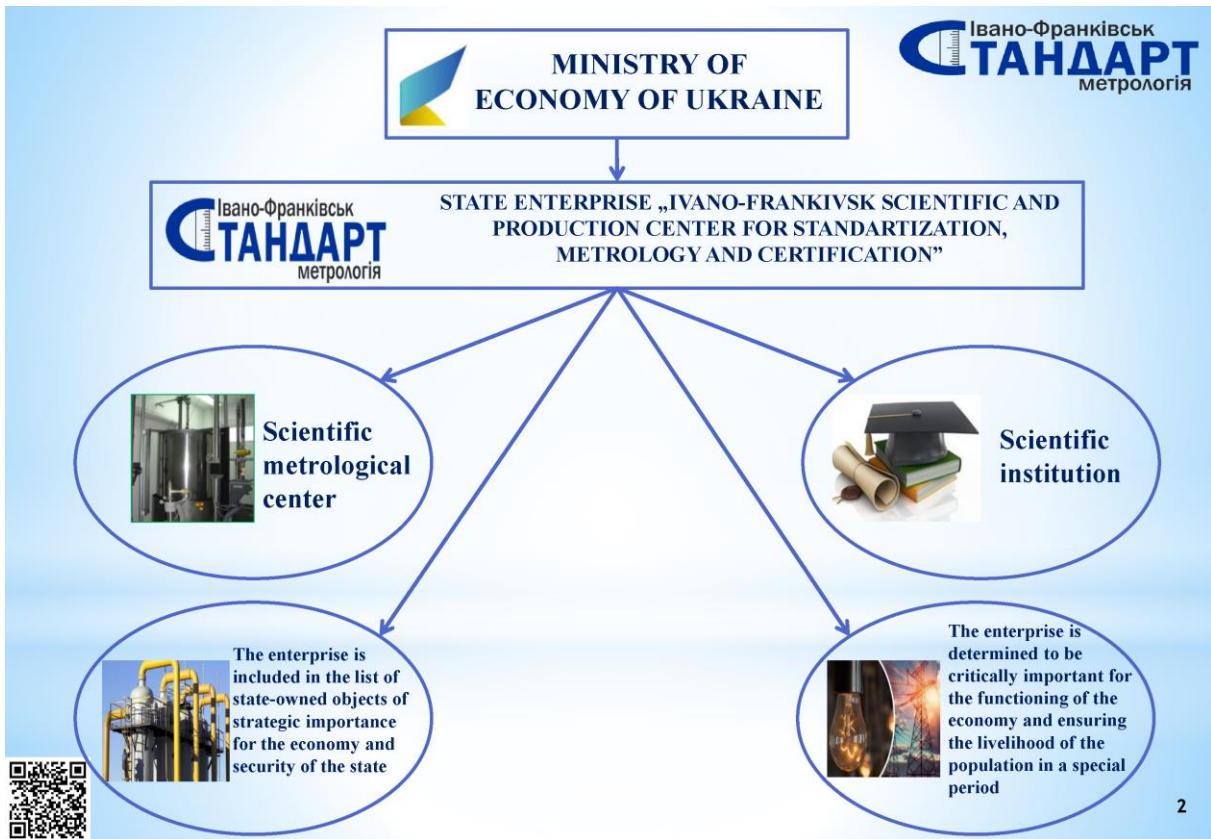 Івано-Франківськ
СТАНДАРТ
метрологія
MINISTRY OF
ECONOMY OF UKRAINE
Івано-Франківськ
СТАНДАРТ
метрологія
STATE ENTERPRISE „IVANO-FRANKIVSK SCIENTIFIC AND
PRODUCTION CENTER FOR STANDARTIZATION,
METROLOGY AND CERTIFICATION”
Scientific
metrological
center
Scientific
institution
The enterprise is
included in the list of
state-owned objects of
strategic importance
for the economy and
security of the state
The enterprise is
determined to be
critically important for
the functioning of the
economy and ensuring
the livelihood of the
population in a special
period
2